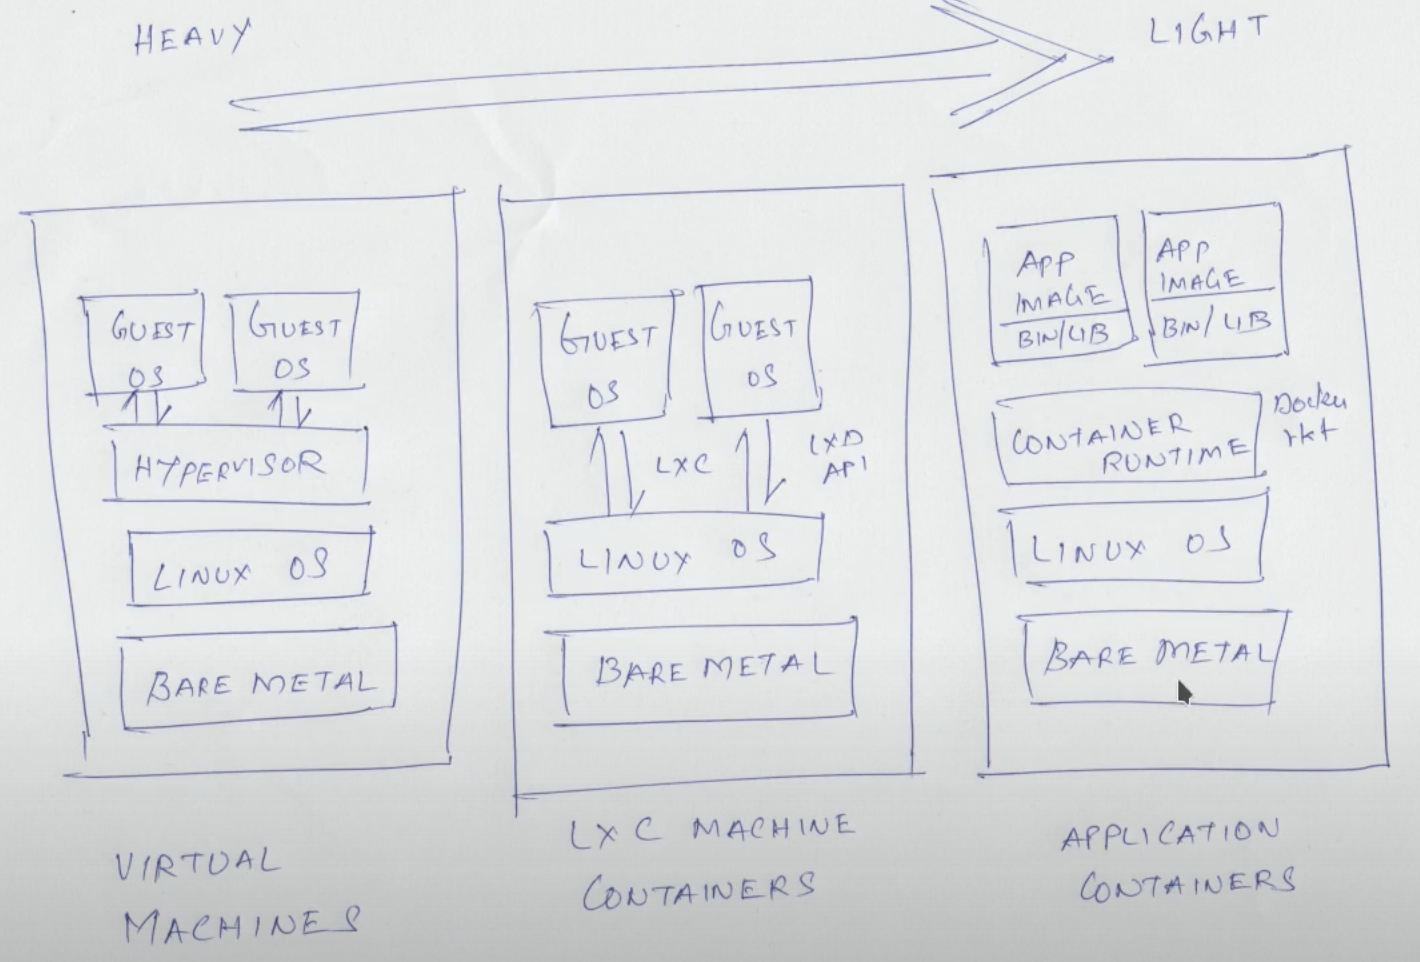 HEAVY
LIGHT
GUEST
OS
GUEST
OS
HYPERVISOR
LINUX OS
BARE METAL
VIRTUAL
MACHINES
GUEST
OS
GUEST
OS
LXC
LXD
API
LINUX OS
BARE METAL
LXC MACHINE
CONTAINERS
APP
IMAGE
BIN/LIB
APP
IMAGE
BIN/LIB
CONTAINER
RUNTIME
Docker
rkt
LINUX OS
BARE METAL
APPLICATION
CONTAINERS